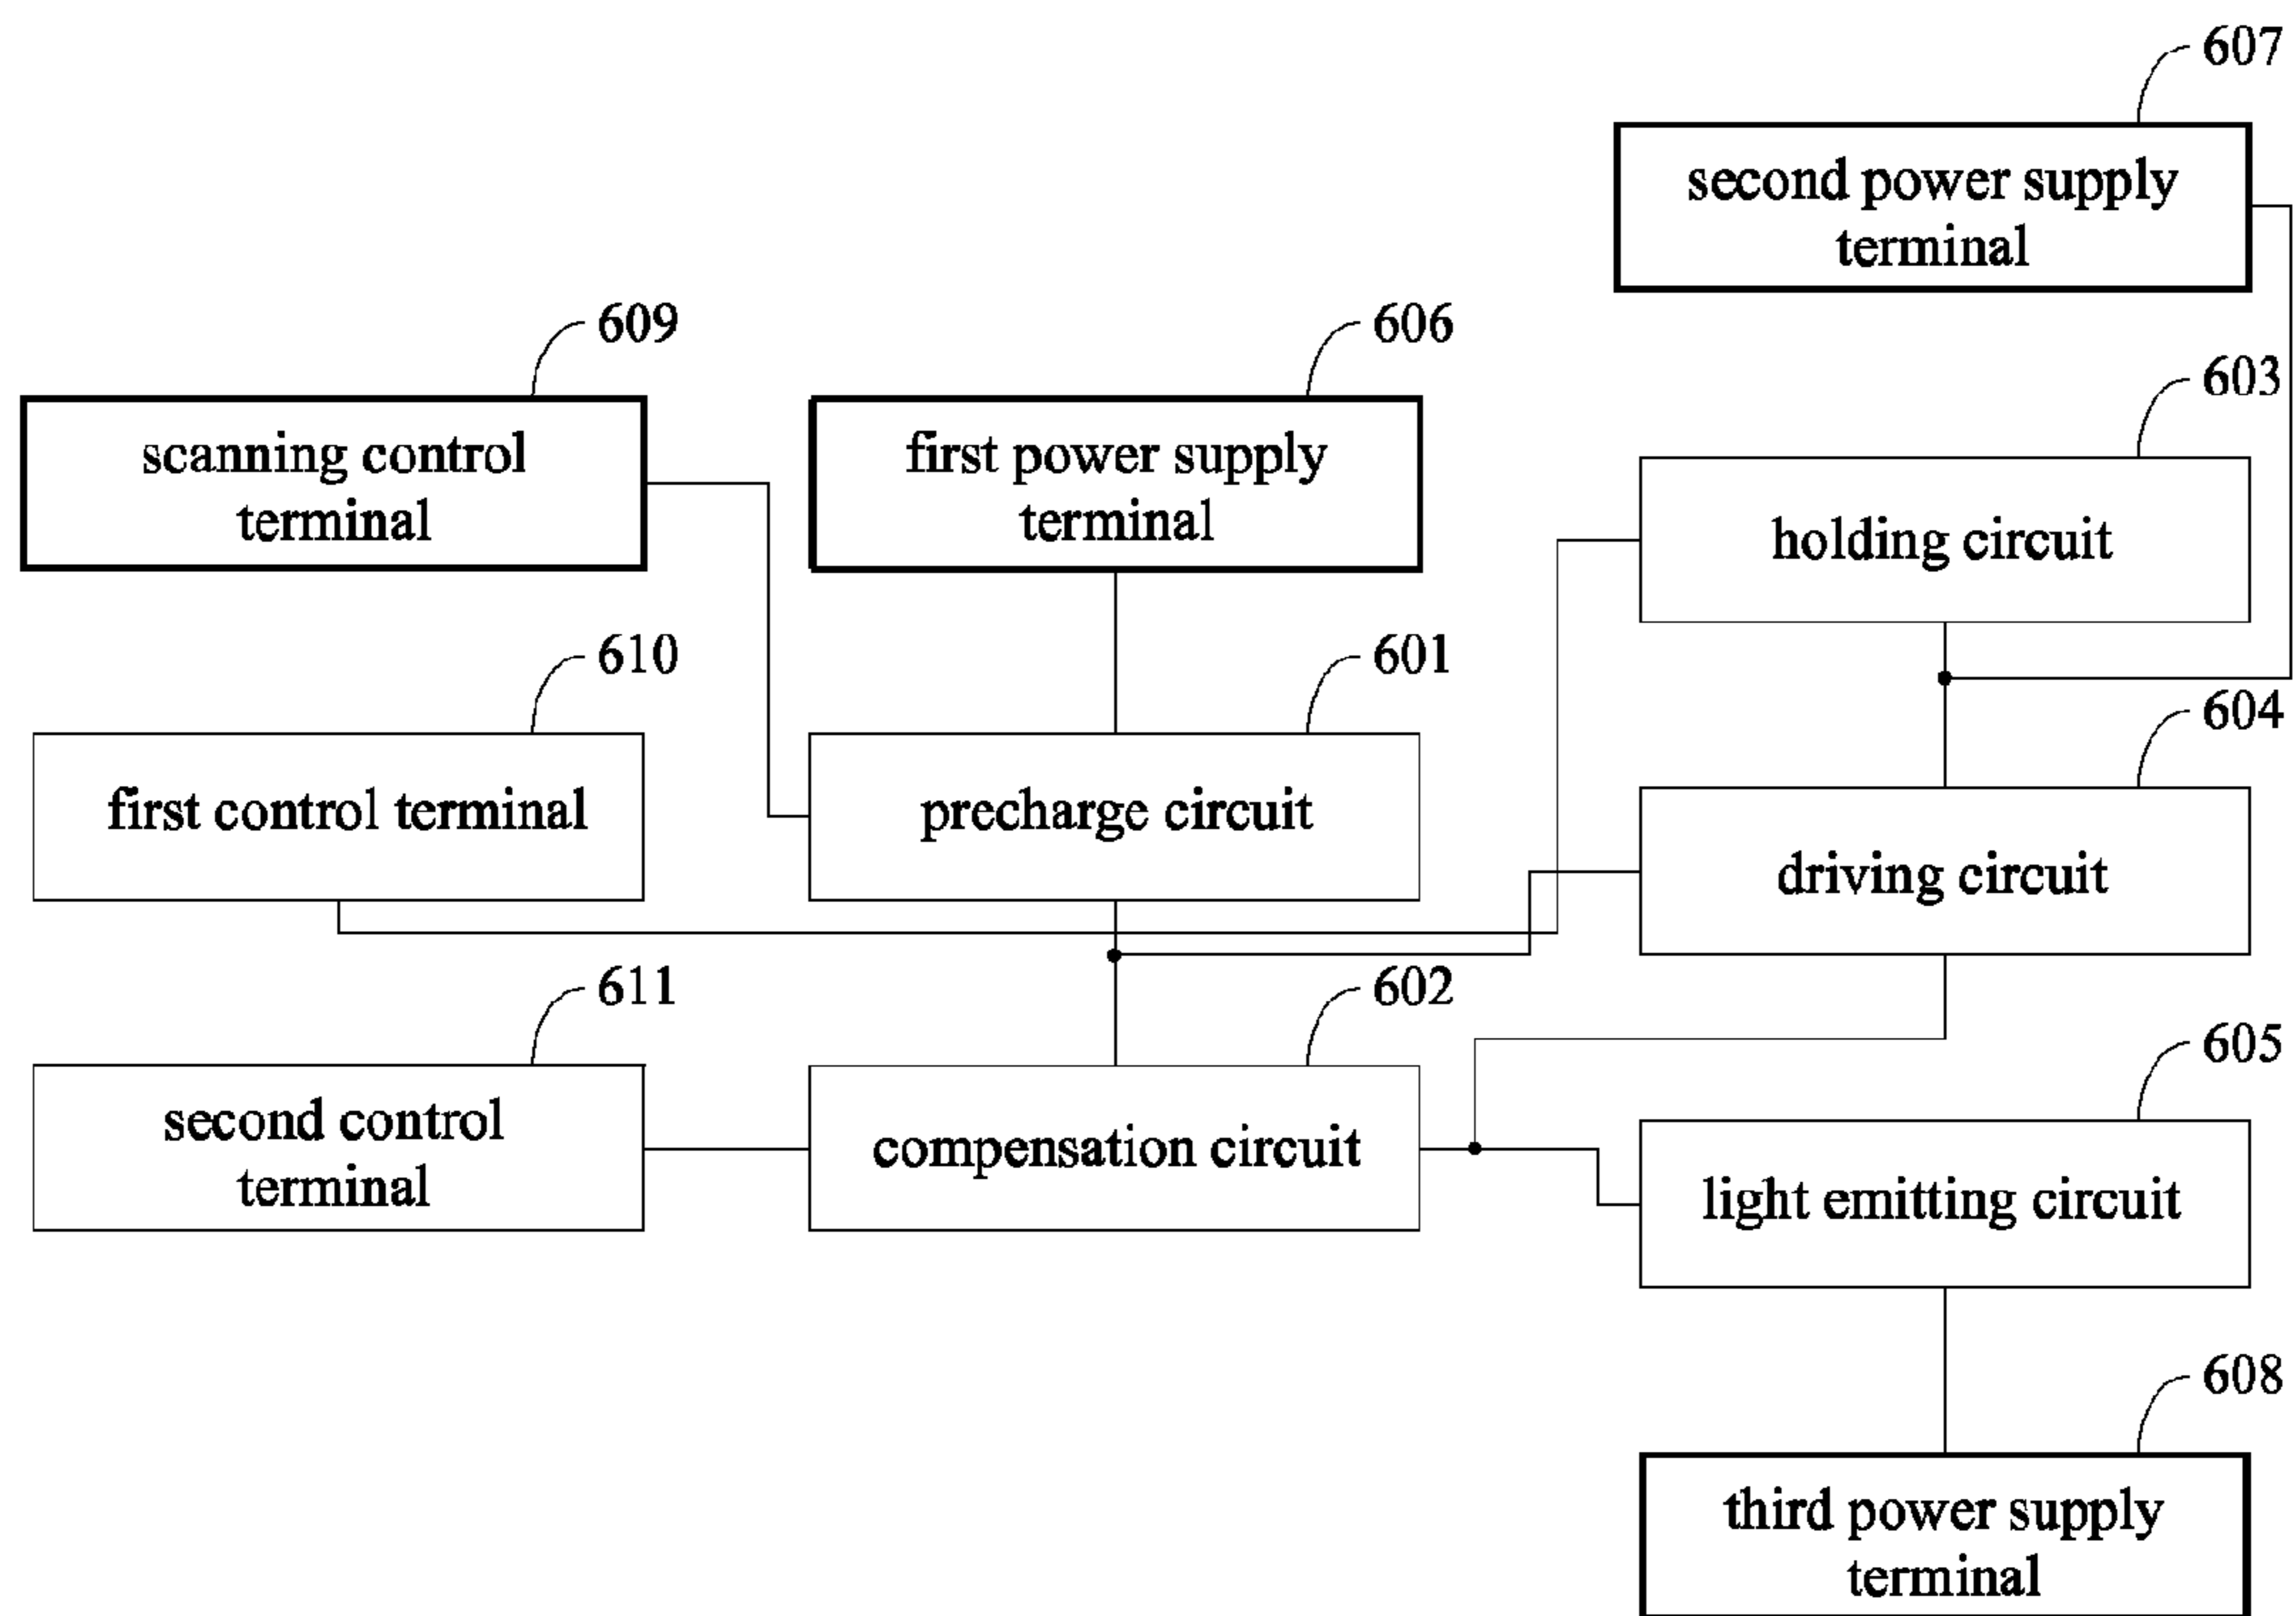 607
second power supply
terminal
609
606
603
scanning control
terminal
first power supply
terminal
holding circuit
610
601
604
first control terminal
precharge circuit
driving circuit
611
602
605
second control
terminal
compensation circuit
light emitting circuit
608
third power supply
terminal